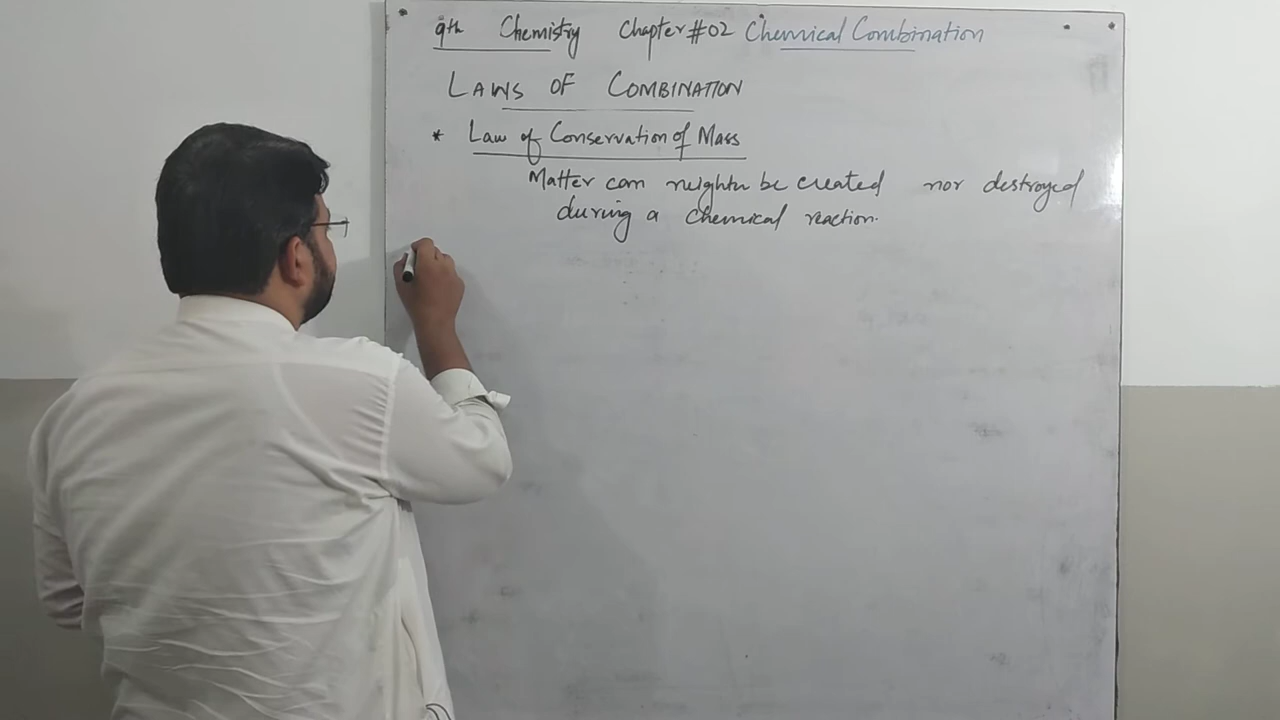 9th Chemistry Chapter #02 Chemical Combination
LAWS OF COMBINATION
* Law of Conservation of Mass
Matter can neighter be created nor destroyed
during a chemical reaction.